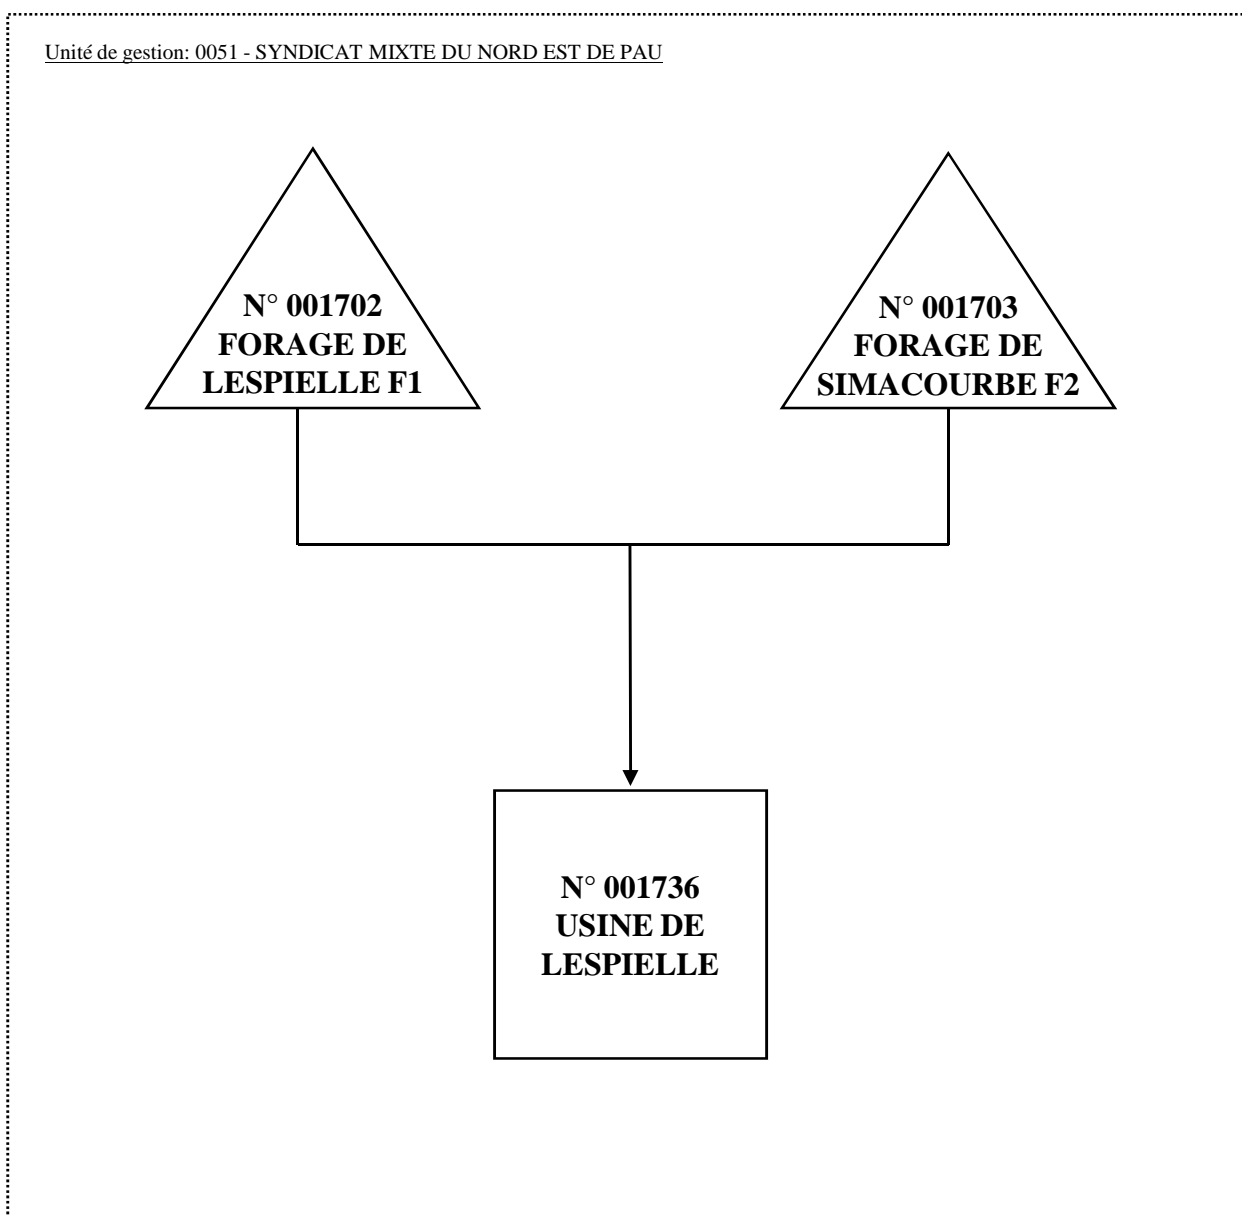 Unité de gestion: 0051 - SYNDICAT MIXTE DU NORD EST DE PAU
N° 001702
FORAGE DE
LESPIELLE F1
N° 001703
FORAGE DE
SIMACOURBE F2
N° 001736
USINE DE
LESPIELLE